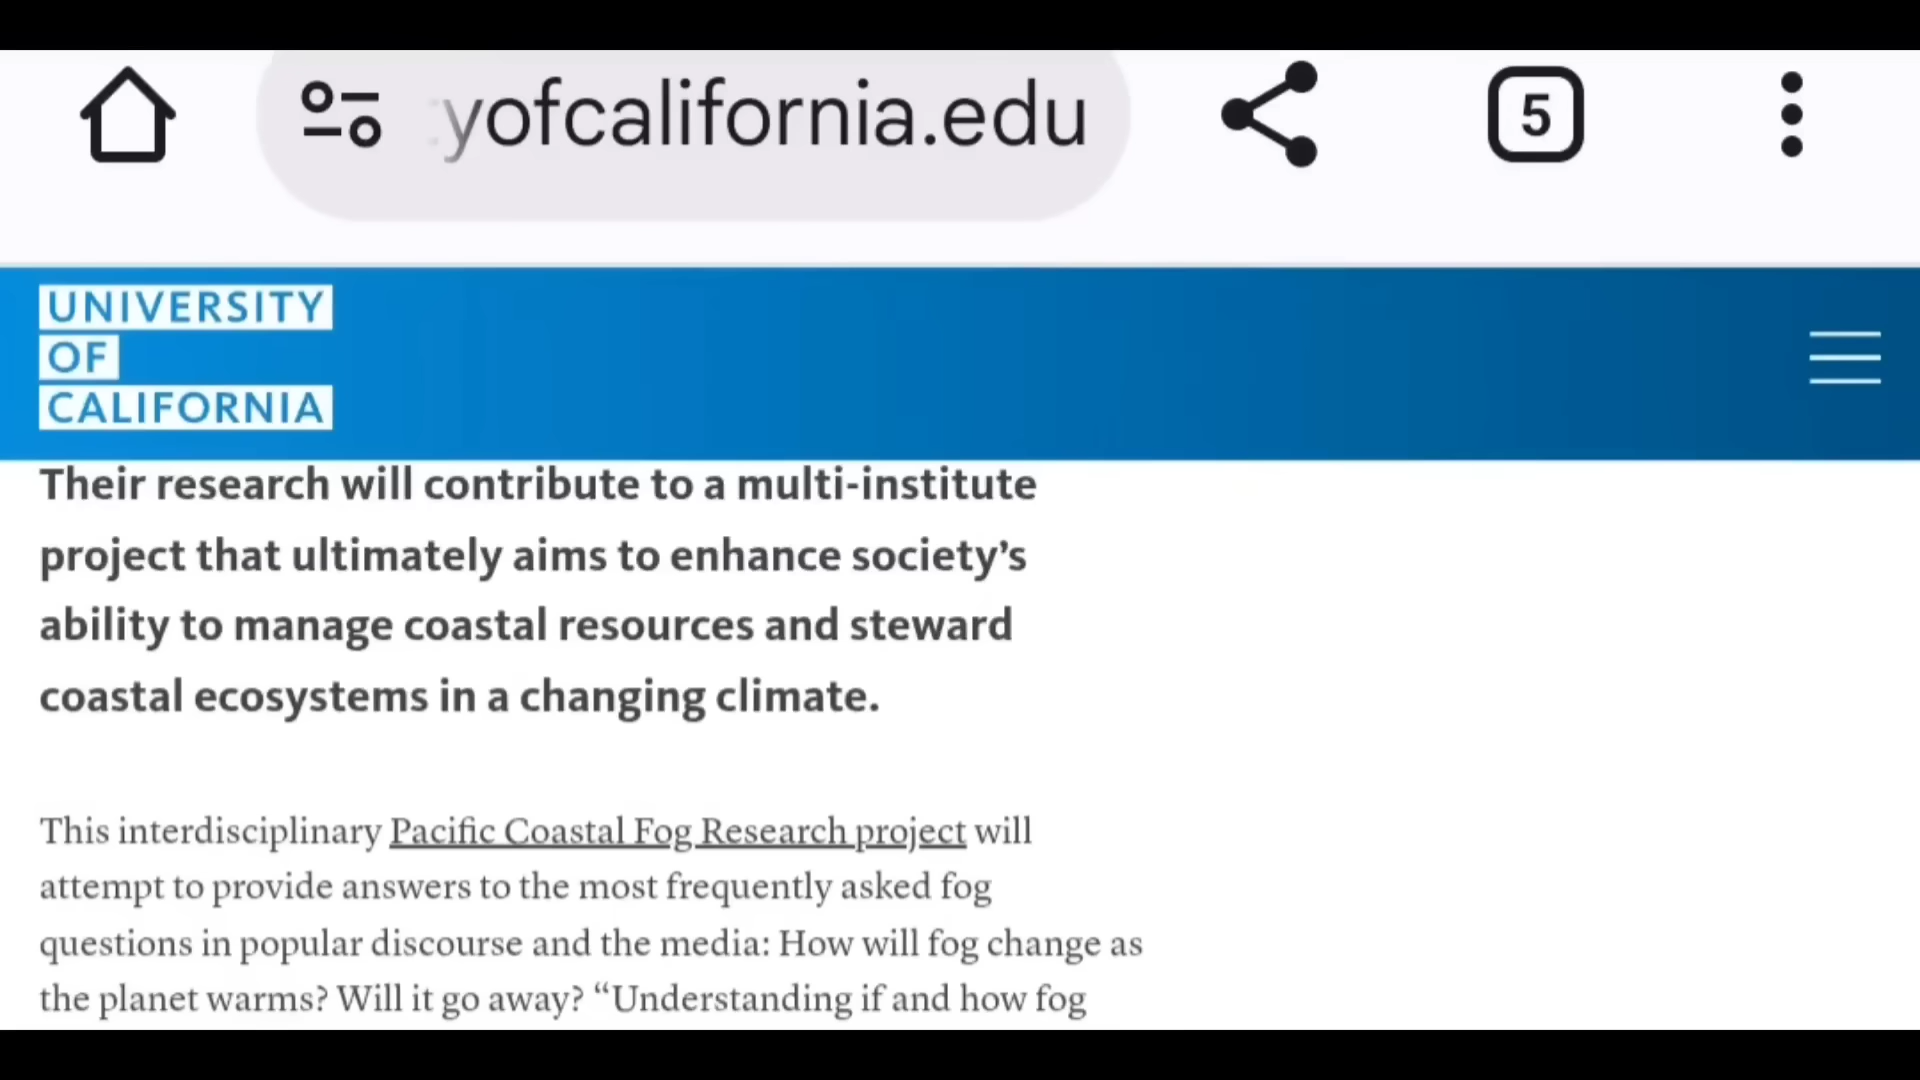 yofcalifornia.edu
5
UNIVERSITY
OF
CALIFORNIA
Their research will contribute to a multi-institute
project that ultimately aims to enhance society’s
ability to manage coastal resources and steward
coastal ecosystems in a changing climate.
This interdisciplinary Pacific Coastal Fog Research project will
attempt to provide answers to the most frequently asked fog
questions in popular discourse and the media: How will fog change as
the planet warms? Will it go away? “Understanding if and how fog